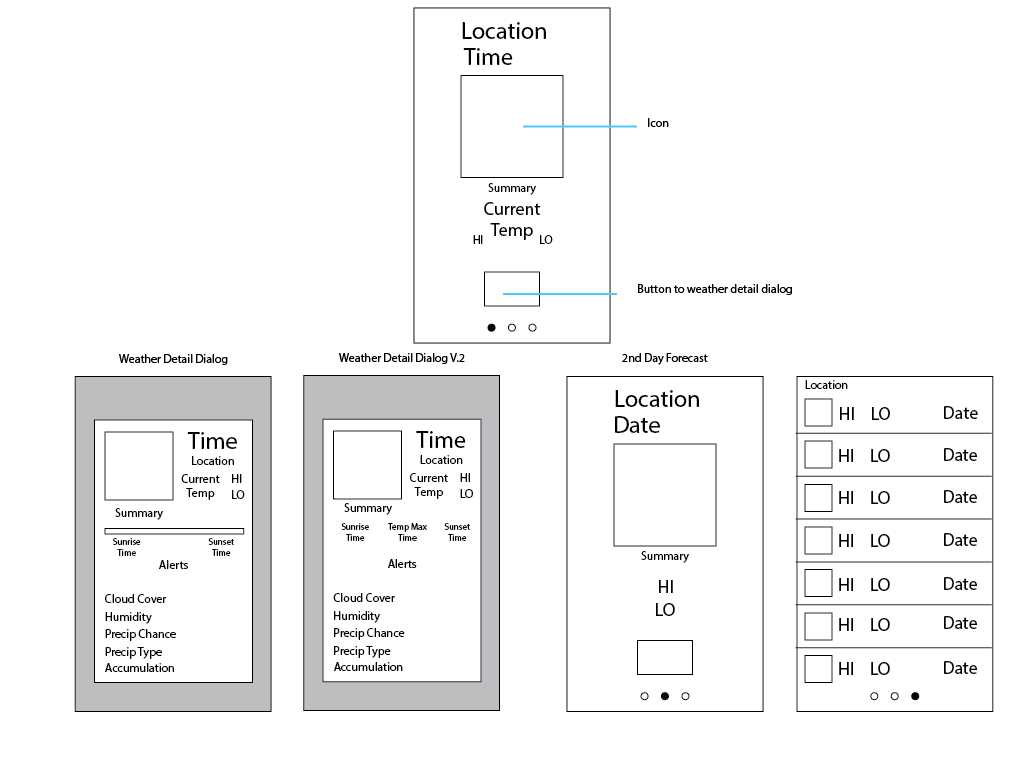 Location
Time
Icon
Summary
Current
Temp
HI
LO
Button to weather detail dialog
Weather Detail Dialog
Time
Location
Current
Temp
HI
LO
Summary
Sunrise
Time
Sunset
Time
Alerts
Cloud Cover
Humidity
Precip Chance
Precip Type
Accumulation
Weather Detail Dialog V.2
Time
Location
Current
Temp
HI
LO
Summary
Sunrise
Time
Temp Max
Time
Sunset
Time
Alerts
Cloud Cover
Humidity
Precip Chance
Precip Type
Accumulation
2nd Day Forecast
Location
Date
Summary
HI
LO
Location
HI LO Date
HI LO Date
HI LO Date
HI LO Date
HI LO Date
HI LO Date
HI LO Date